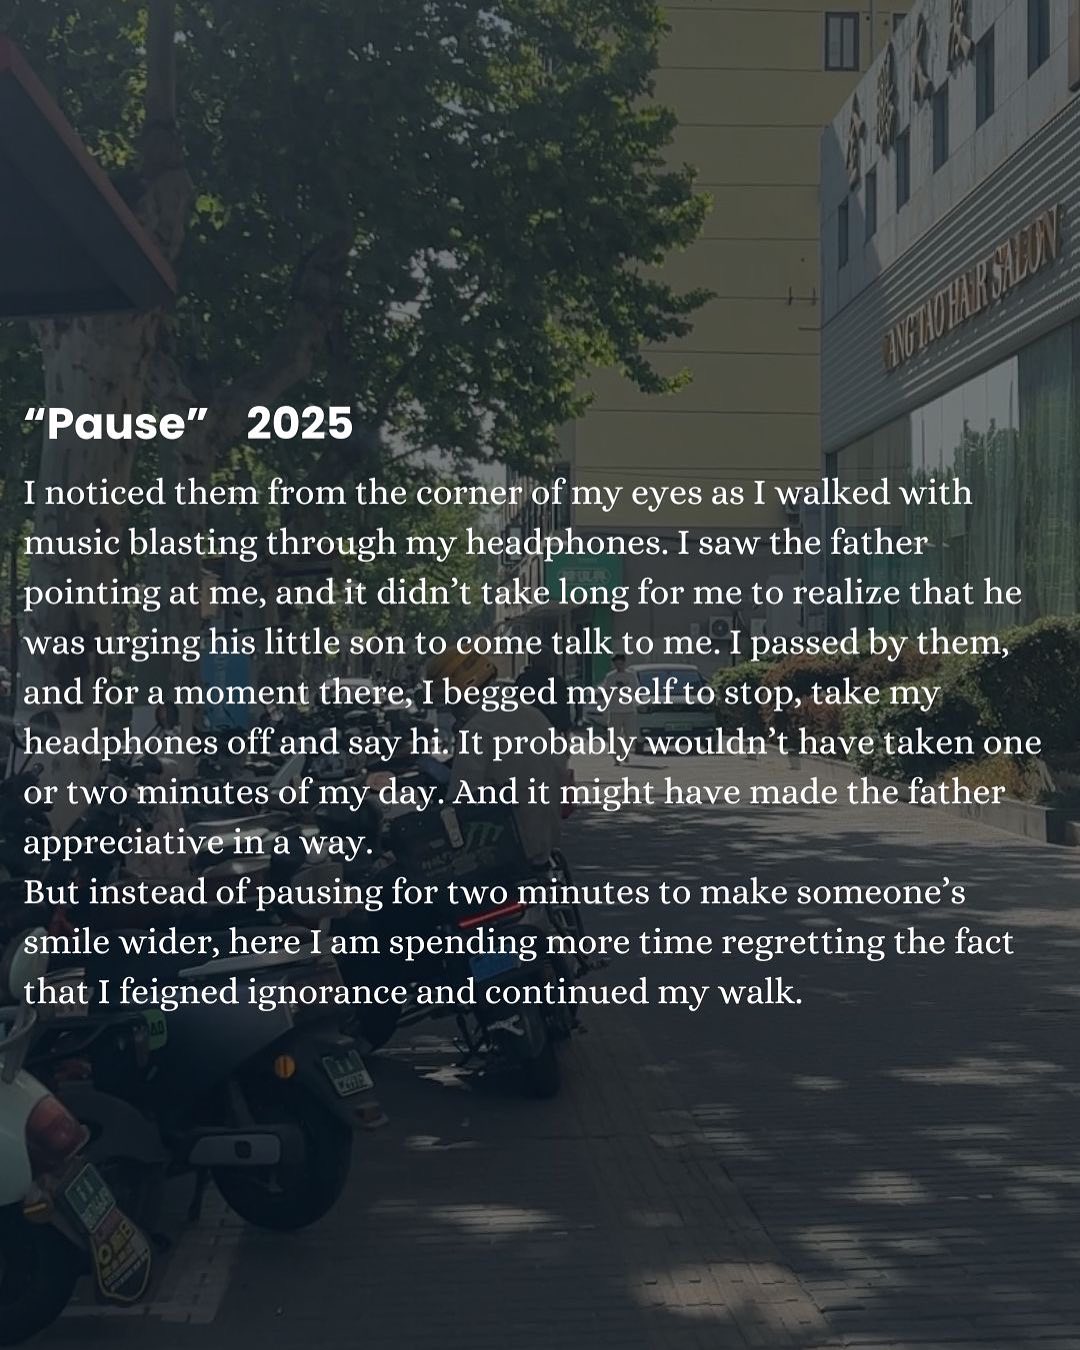 ANG TAO HAIR SALON
“Pause” 2025
I noticed them from the corner of my eyes as I walked with
music blasting through my headphones. I saw the father
pointing at me, and it didn’t take long for me to realize that he
was urging his little son to come talk to me. I passed by them,
and for a moment there, I begged myself to stop, take my
headphones off and say hi. It probably wouldn’t have taken one
or two minutes of my day. And it might have made the father
appreciative in a way.
But instead of pausing for two minutes to make someone’s
smile wider, here I am spending more time regretting the fact
that I feigned ignorance and continued my walk.